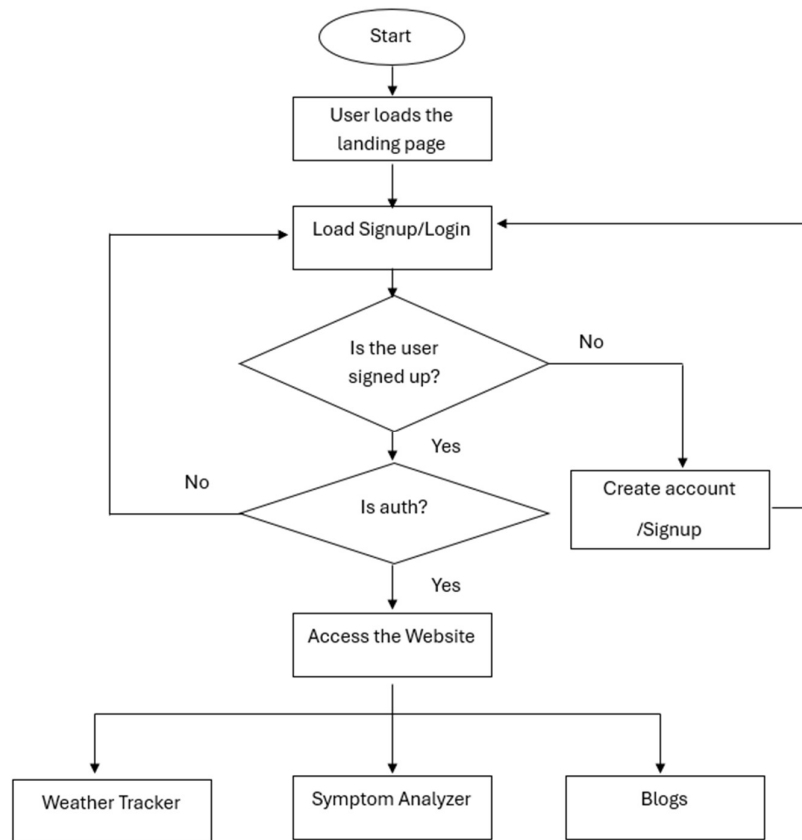 Start
User loads the
landing page
Load Signup/Login
Is the user
signed up?
No
Yes
No
Is auth?
Create account
/Signup
Yes
Access the Website
Weather Tracker
Symptom Analyzer
Blogs